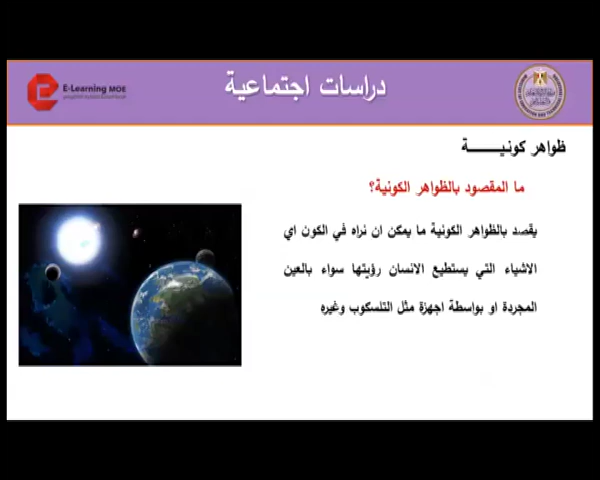 E-Learning MOE
دراسات اجتماعية
ظواهر كونيـــــــة
ما المقصود بالظواهر الكونية؟
يقصد بالظواهر الكونية ما يمكن ان نراه في الكون اي
الاشياء التي يستطيع الانسان رؤيتها سواء بالعين
المجردة او بواسطة اجهزة مثل التلسكوب وغيره